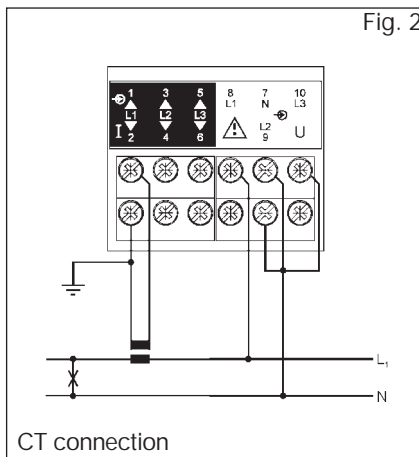 Fig. 2
1 3 5 8 7 10
L1 N L3
L1 L2 L3
I 2 4 6 L2 9 U
L₁
N
CT connection